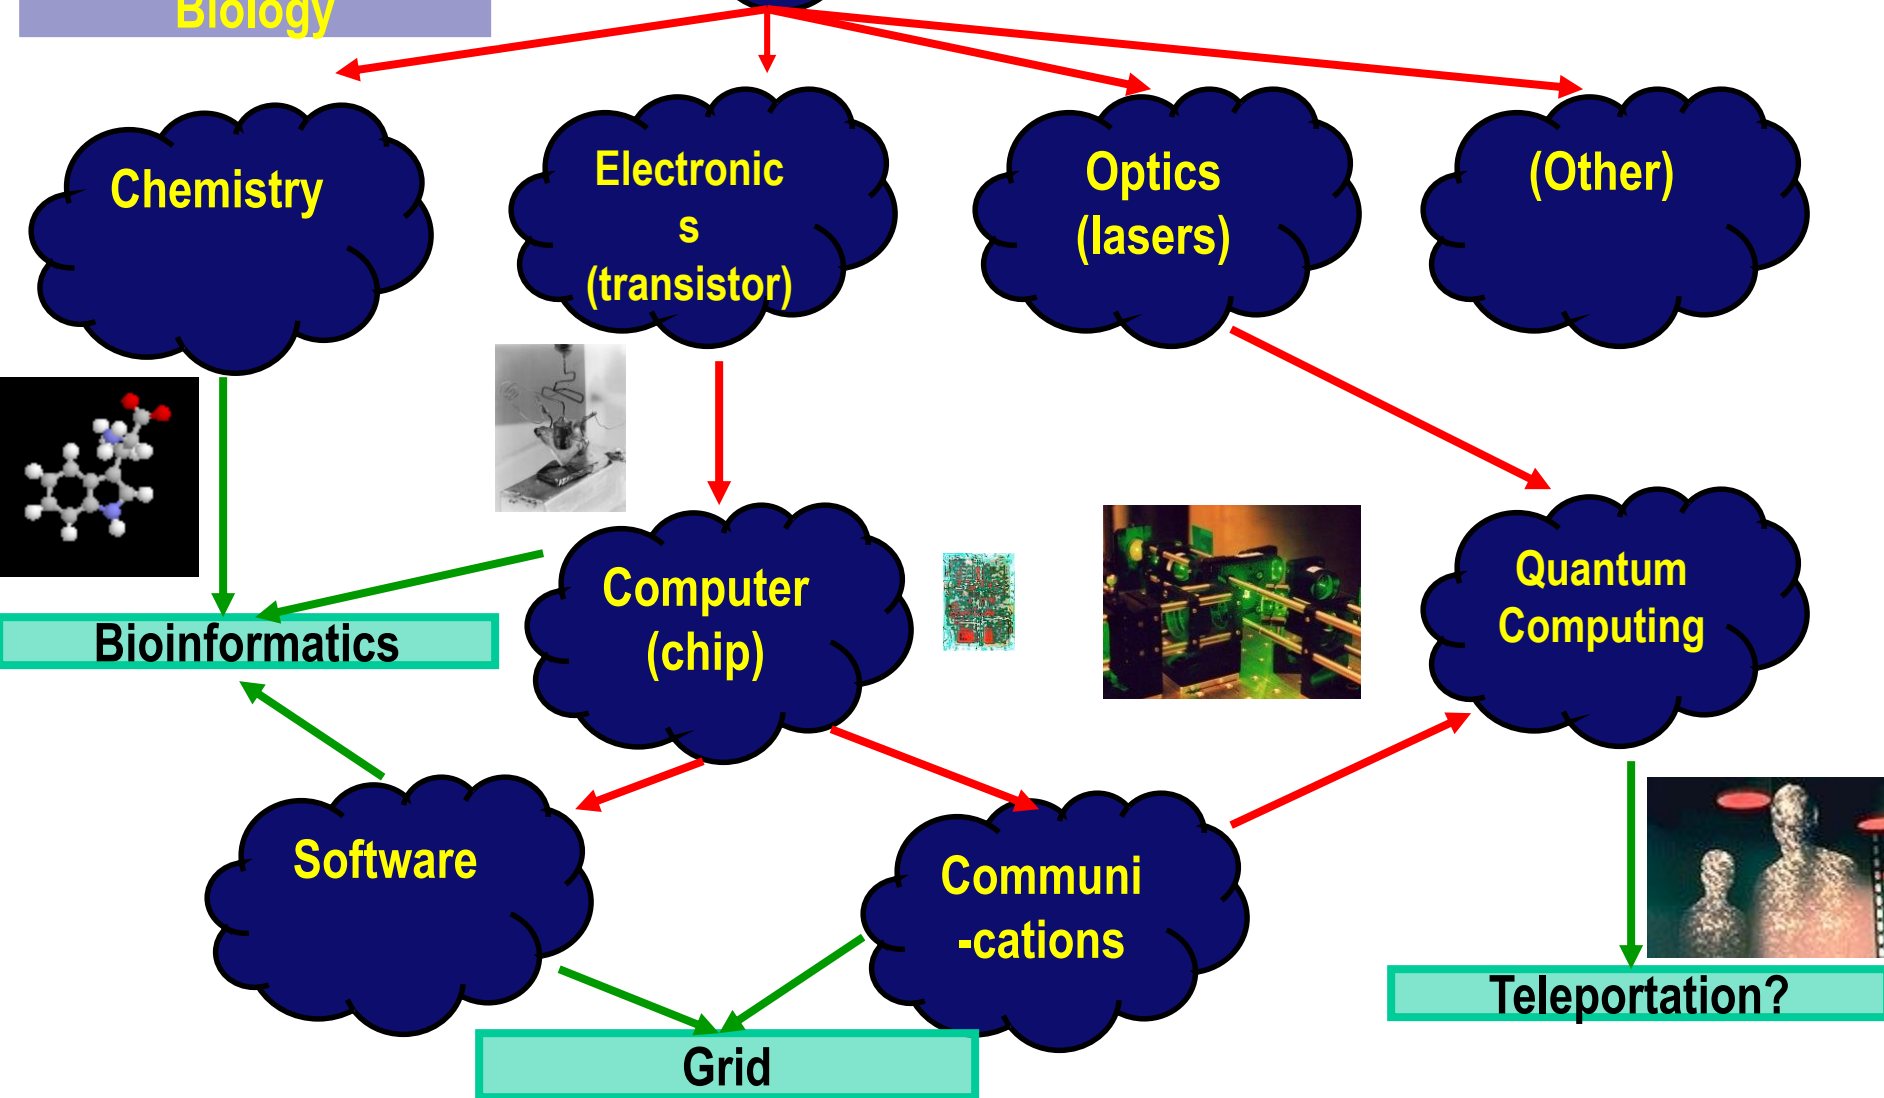 Biology
Chemistry
Electronic
s
(transistor)
Optics
(lasers)
(Other)
Computer
(chip)
Quantum
Computing
Bioinformatics
Software
Communi
-cations
Teleportation?
Grid